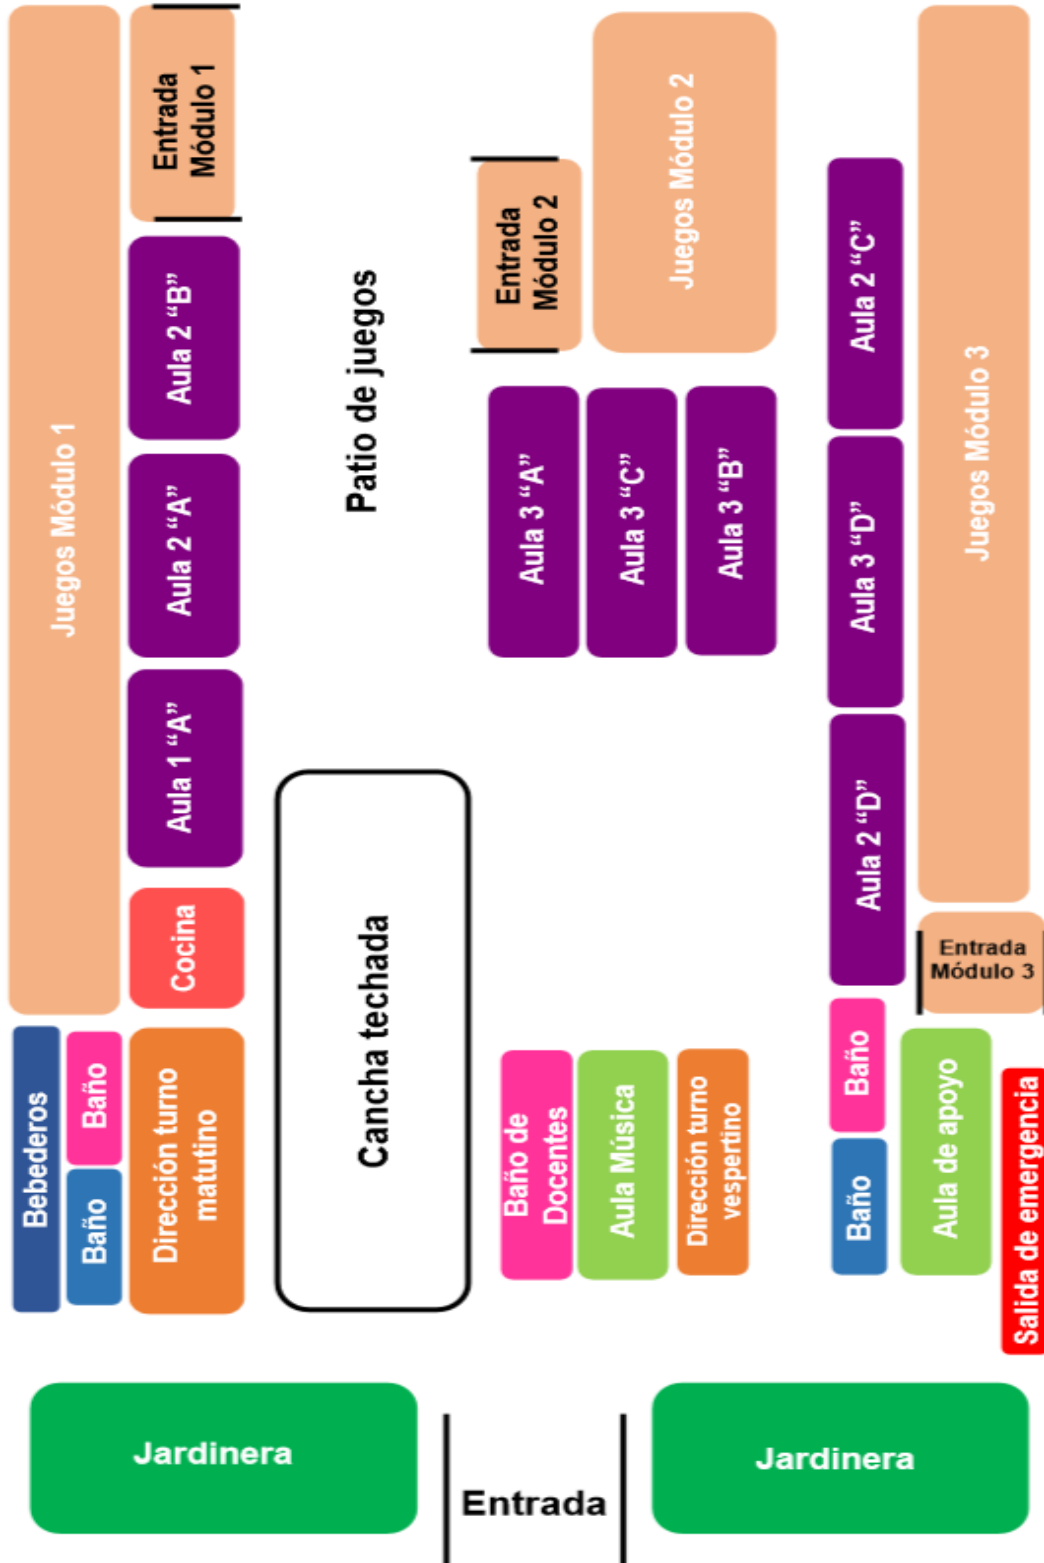 Juegos Módulo 1
Entrada
Módulo 1
Aula 2 “B”
Aula 2 “A”
Aula 1 “A”
Cocina
Bebederos
Baño
Baño
Dirección turno
matutino
Patio de juegos
Cancha techada
Entrada
Módulo 2
Juegos Módulo 2
Aula 3 “A”
Aula 3 “C”
Aula 3 “B”
Baño de
Docentes
Aula Música
Dirección turno
vespertino
Aula 2 “C”
Aula 3 “D”
Aula 2 “D”
Juegos Módulo 3
Entrada
Módulo 3
Baño
Baño
Aula de apoyo
Salida de emergencia
Jardinera
Entrada
Jardinera